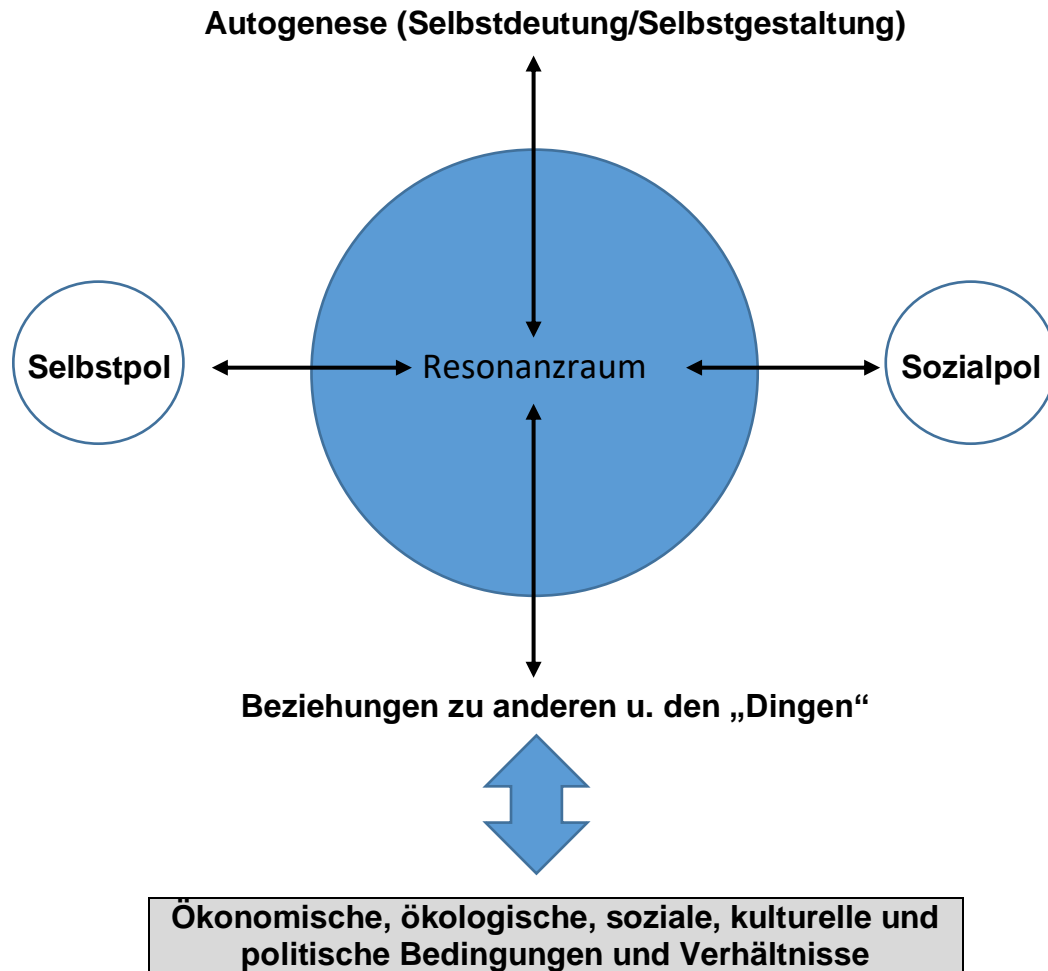 Autogenese (Selbstdeutung/Selbstgestaltung)
Selbstpol
Resonanzraum
Sozialpol
Beziehungen zu anderen u. den „Dingen“
Ökonomische, ökologische, soziale, kulturelle und
politische Bedingungen und Verhältnisse